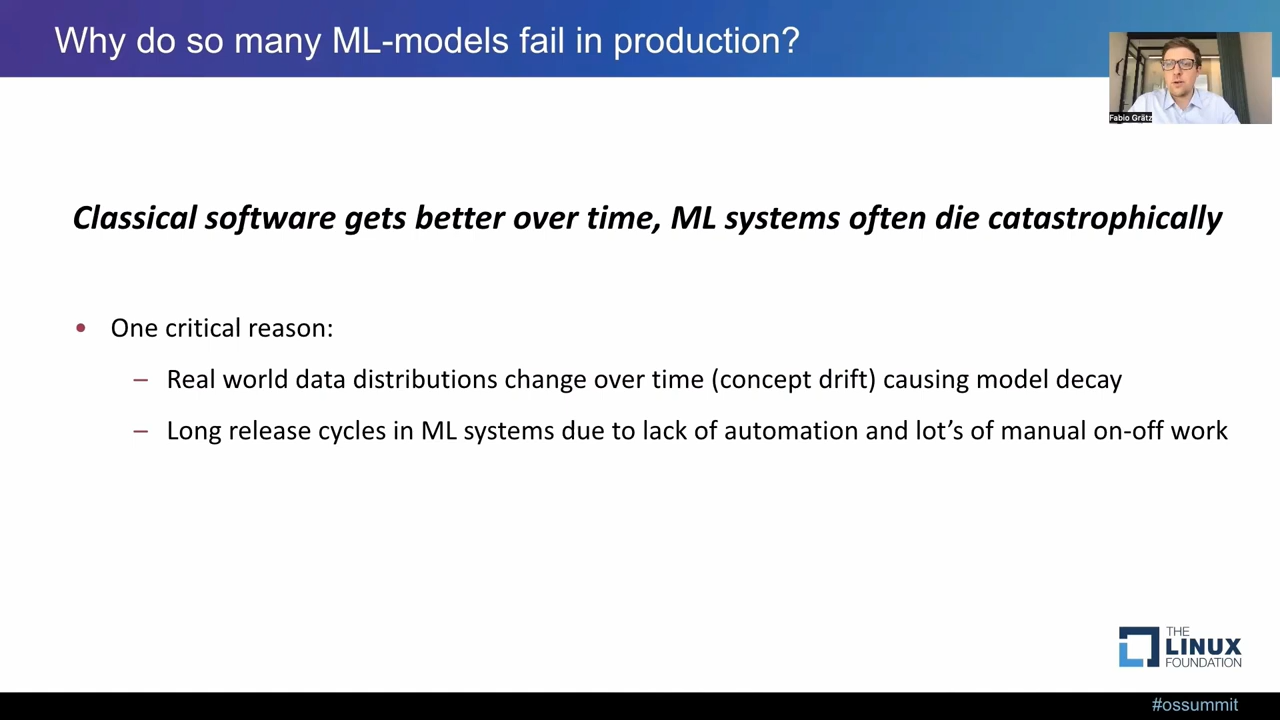 Why do so many ML-models fail in production?
Fabio Grätz
Classical software gets better over time, ML systems often die catastrophically
• One critical reason:
– Real world data distributions change over time (concept drift) causing model decay
– Long release cycles in ML systems due to lack of automation and lot’s of manual on-off work
THE
LINUX
FOUNDATION
#ossummit